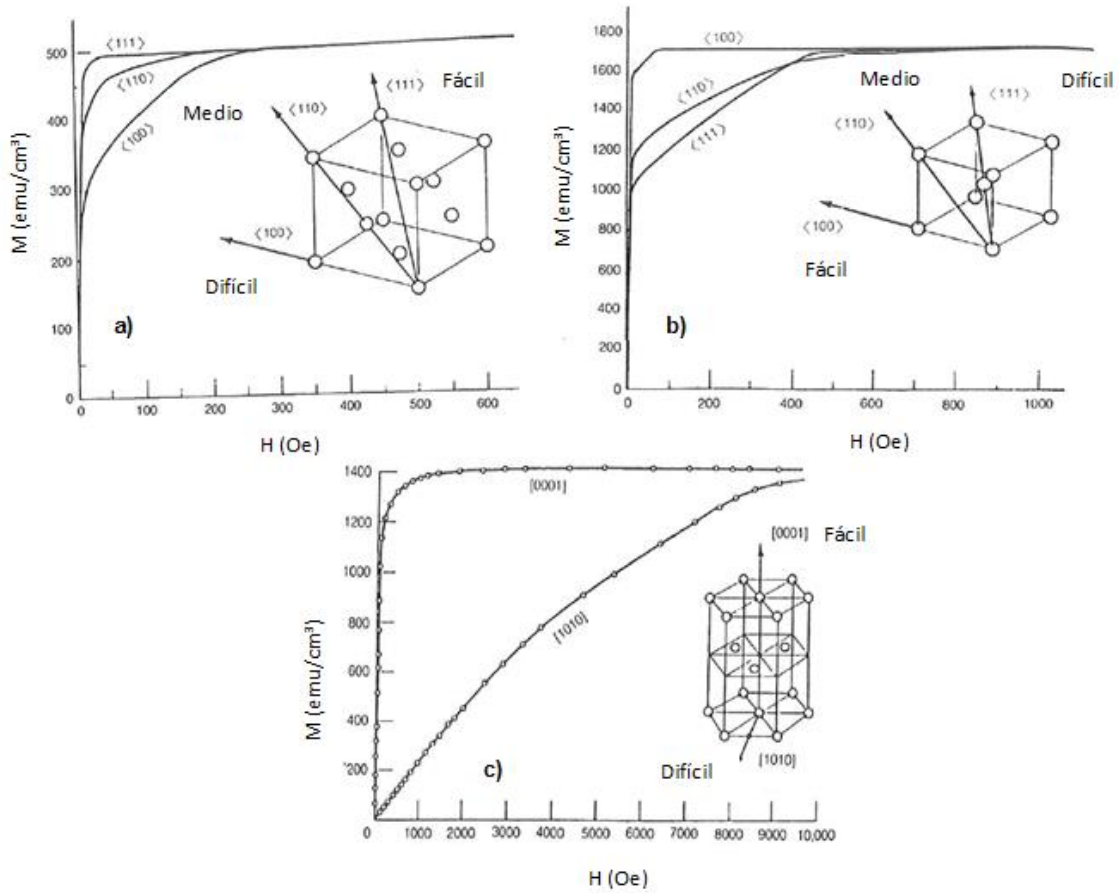 M (emu/cm³)
500
400
300
200
100
0
⟨111⟩
⟨110⟩
⟨100⟩
Medio
⟨110⟩
⟨111⟩
Fácil
⟨100⟩
Difícil
a)
0 100 200 300 400 500 600
H (Oe)
M (emu/cm³)
1800
1600
1400
1200
1000
800
600
400
200
0
⟨100⟩
⟨110⟩
⟨111⟩
Medio
Difícil
⟨111⟩
⟨110⟩
⟨100⟩
Fácil
b)
0 200 400 600 800 1000
H (Oe)
M (emu/cm³)
1400
1200
1000
800
600
400
200
[0001]
[1010]
[0001] Fácil
Difícil
[1010]
c)
0 1000 2000 3000 4000 5000 6000 7000 8000 9000 10,000
H (Oe)